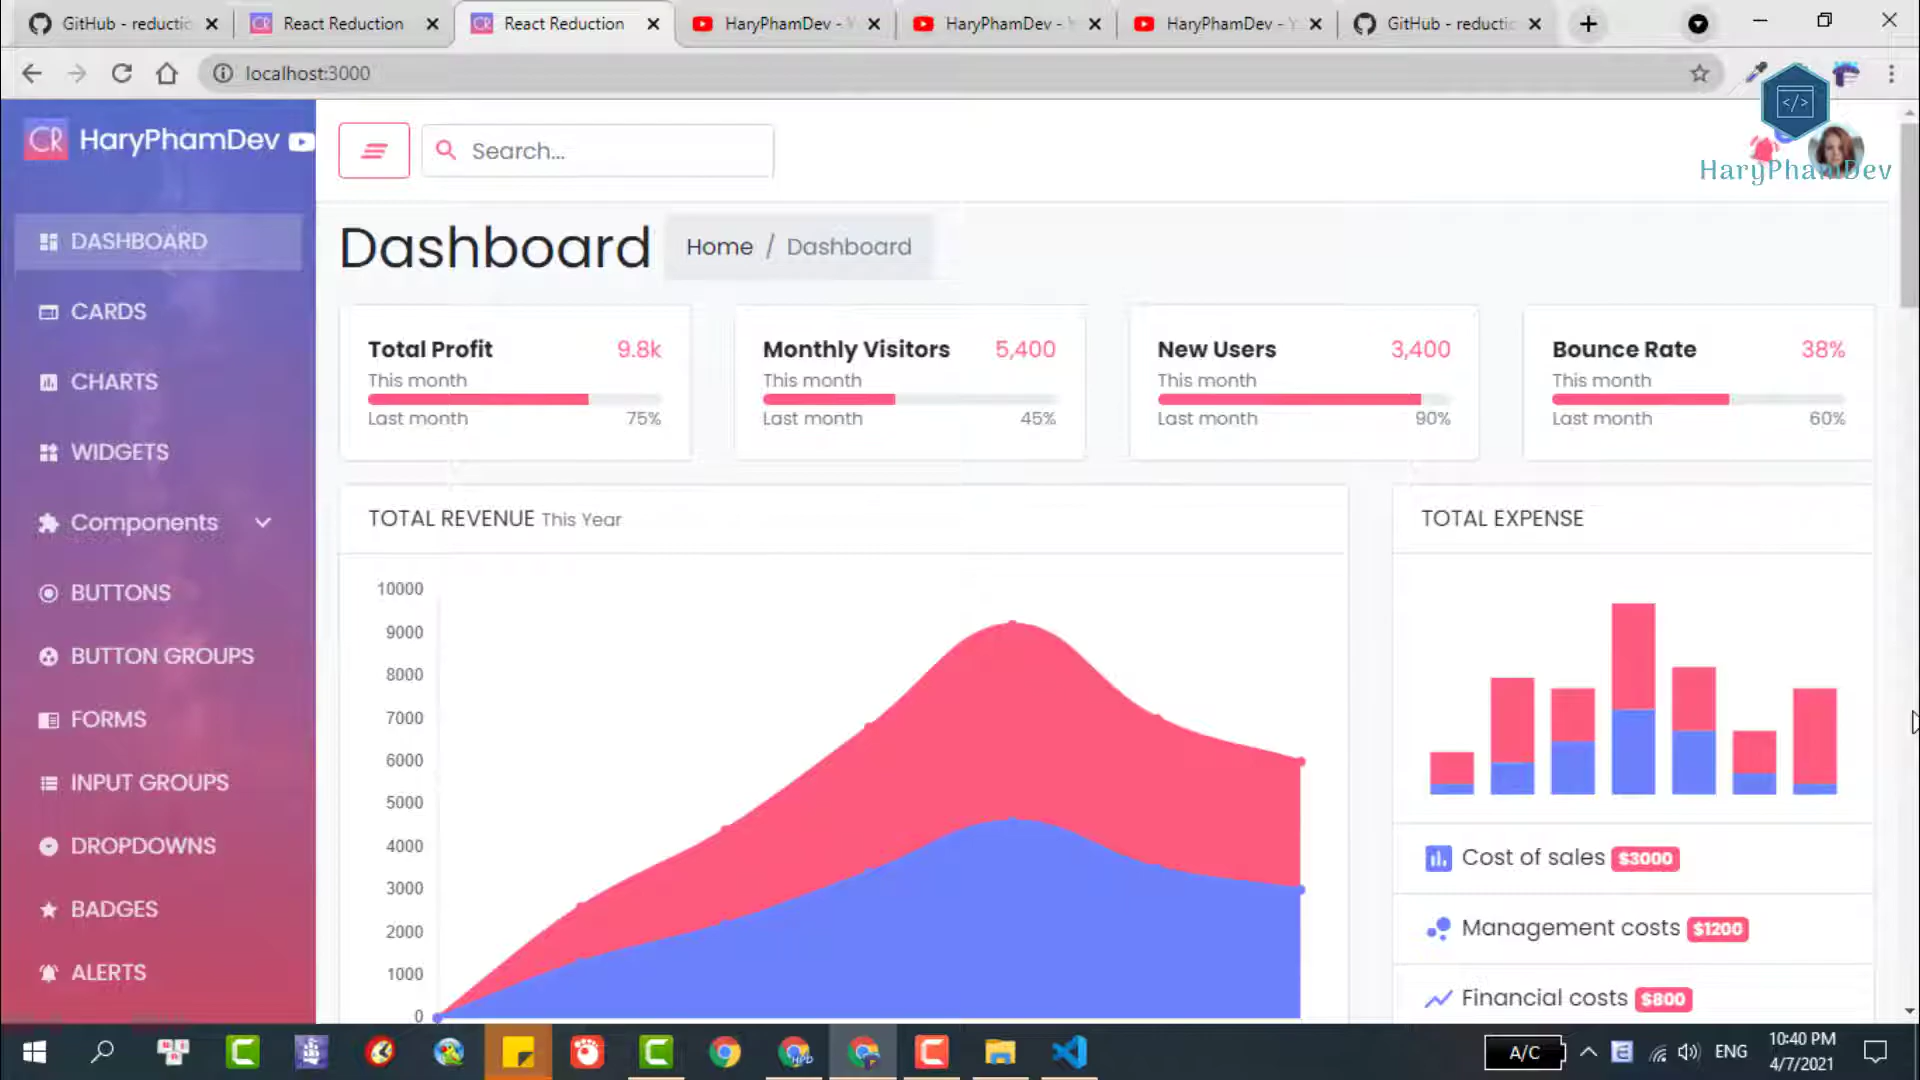 GitHub - reductio
React Reduction
React Reduction
HaryPhamDev - Y
HaryPhamDev - Y
HaryPhamDev - Y
GitHub - reductio
localhost:3000
CR HaryPhamDev
Search...
</>
HaryPhamDev
DASHBOARD
CARDS
CHARTS
WIDGETS
Components
BUTTONS
BUTTON GROUPS
FORMS
INPUT GROUPS
DROPDOWNS
BADGES
ALERTS
Dashboard
Home / Dashboard
Total Profit 9.8k
This month
Last month 75%
Monthly Visitors 5,400
This month
Last month 45%
New Users 3,400
This month
Last month 90%
Bounce Rate 38%
This month
Last month 60%
TOTAL REVENUE This Year
10000
9000
8000
7000
6000
5000
4000
3000
2000
1000
0
TOTAL EXPENSE
Cost of sales $3000
Management costs $1200
Financial costs $800
A/C
ENG
10:40 PM
4/7/2021